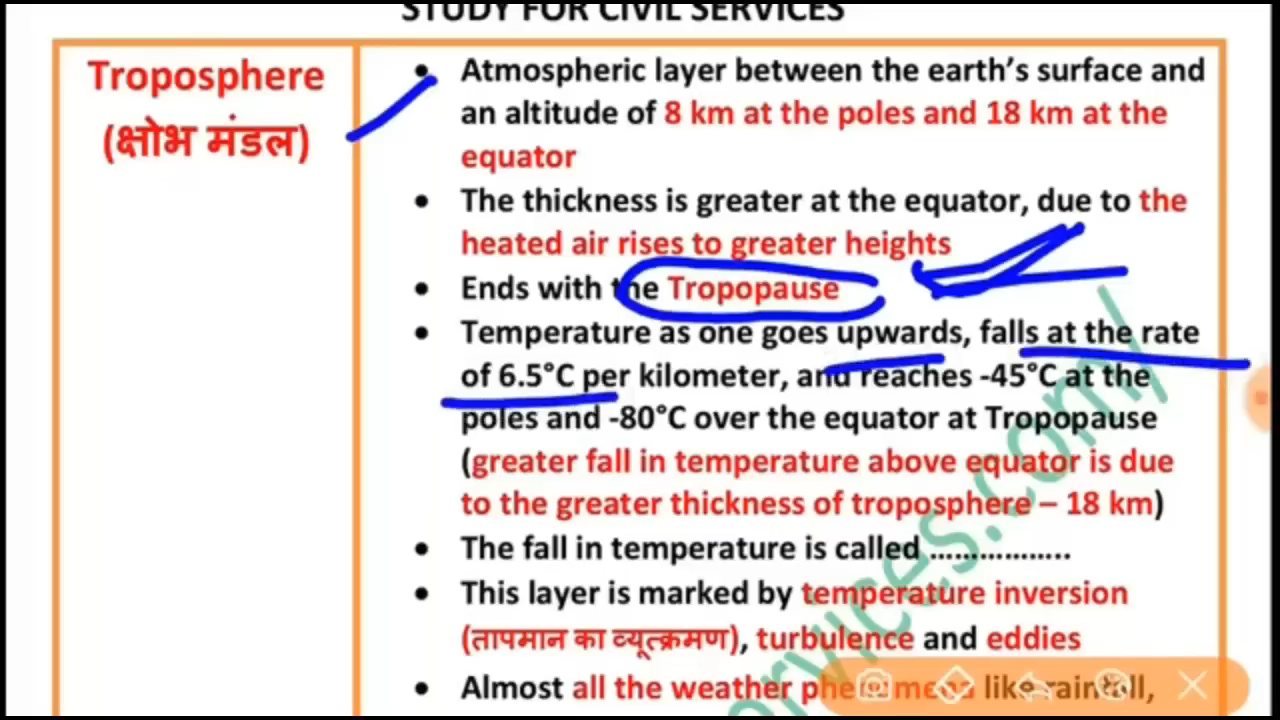 STUDY FOR CIVIL SERVICES
Troposphere
(क्षोभ मंडल)
• Atmospheric layer between the earth's surface and
an altitude of 8 km at the poles and 18 km at the
equator
• The thickness is greater at the equator, due to the
heated air rises to greater heights
• Ends with the Tropopause
• Temperature as one goes upwards, falls at the rate
of 6.5°C per kilometer, and reaches -45°C at the
poles and -80°C over the equator at Tropopause
(greater fall in temperature above equator is due
to the greater thickness of troposphere – 18 km)
• The fall in temperature is called ……………..
• This layer is marked by temperature inversion
(तापमान का व्यूत्क्रमण), turbulence and eddies
• Almost all the weather phenomena like rainfall,
ervices.com/